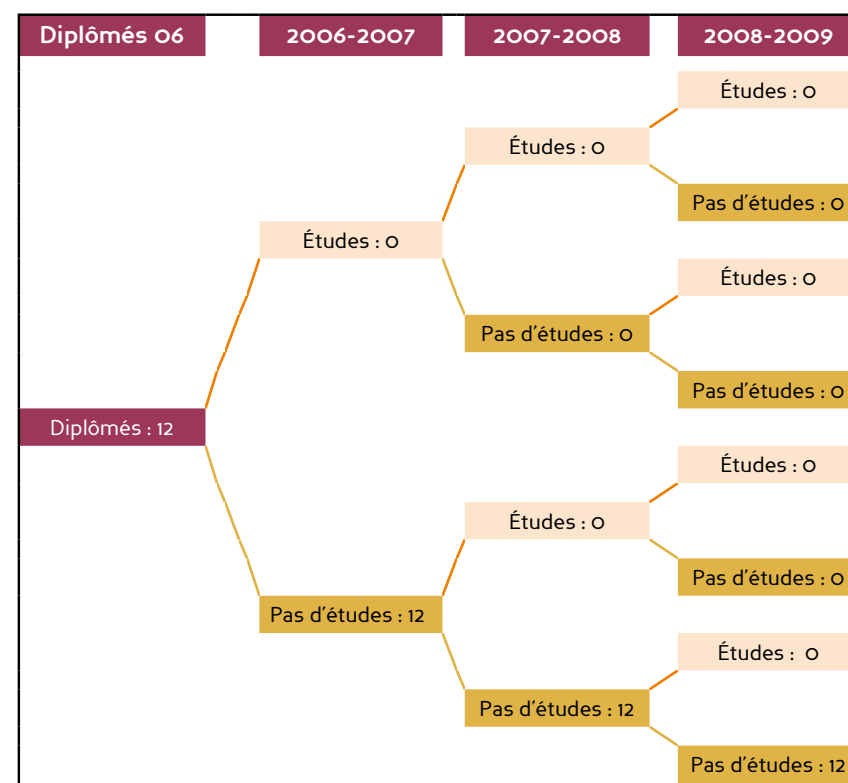 Diplômés 06 2006-2007 2007-2008 2008-2009
Études : 0
Études : 0
Pas d'études : 0
Études : 0
Études : 0
Pas d'études : 0
Pas d'études : 0
Diplômés : 12
Études : 0
Études : 0
Pas d'études : 0
Pas d'études : 12
Études : 0
Pas d'études : 12
Pas d'études : 12